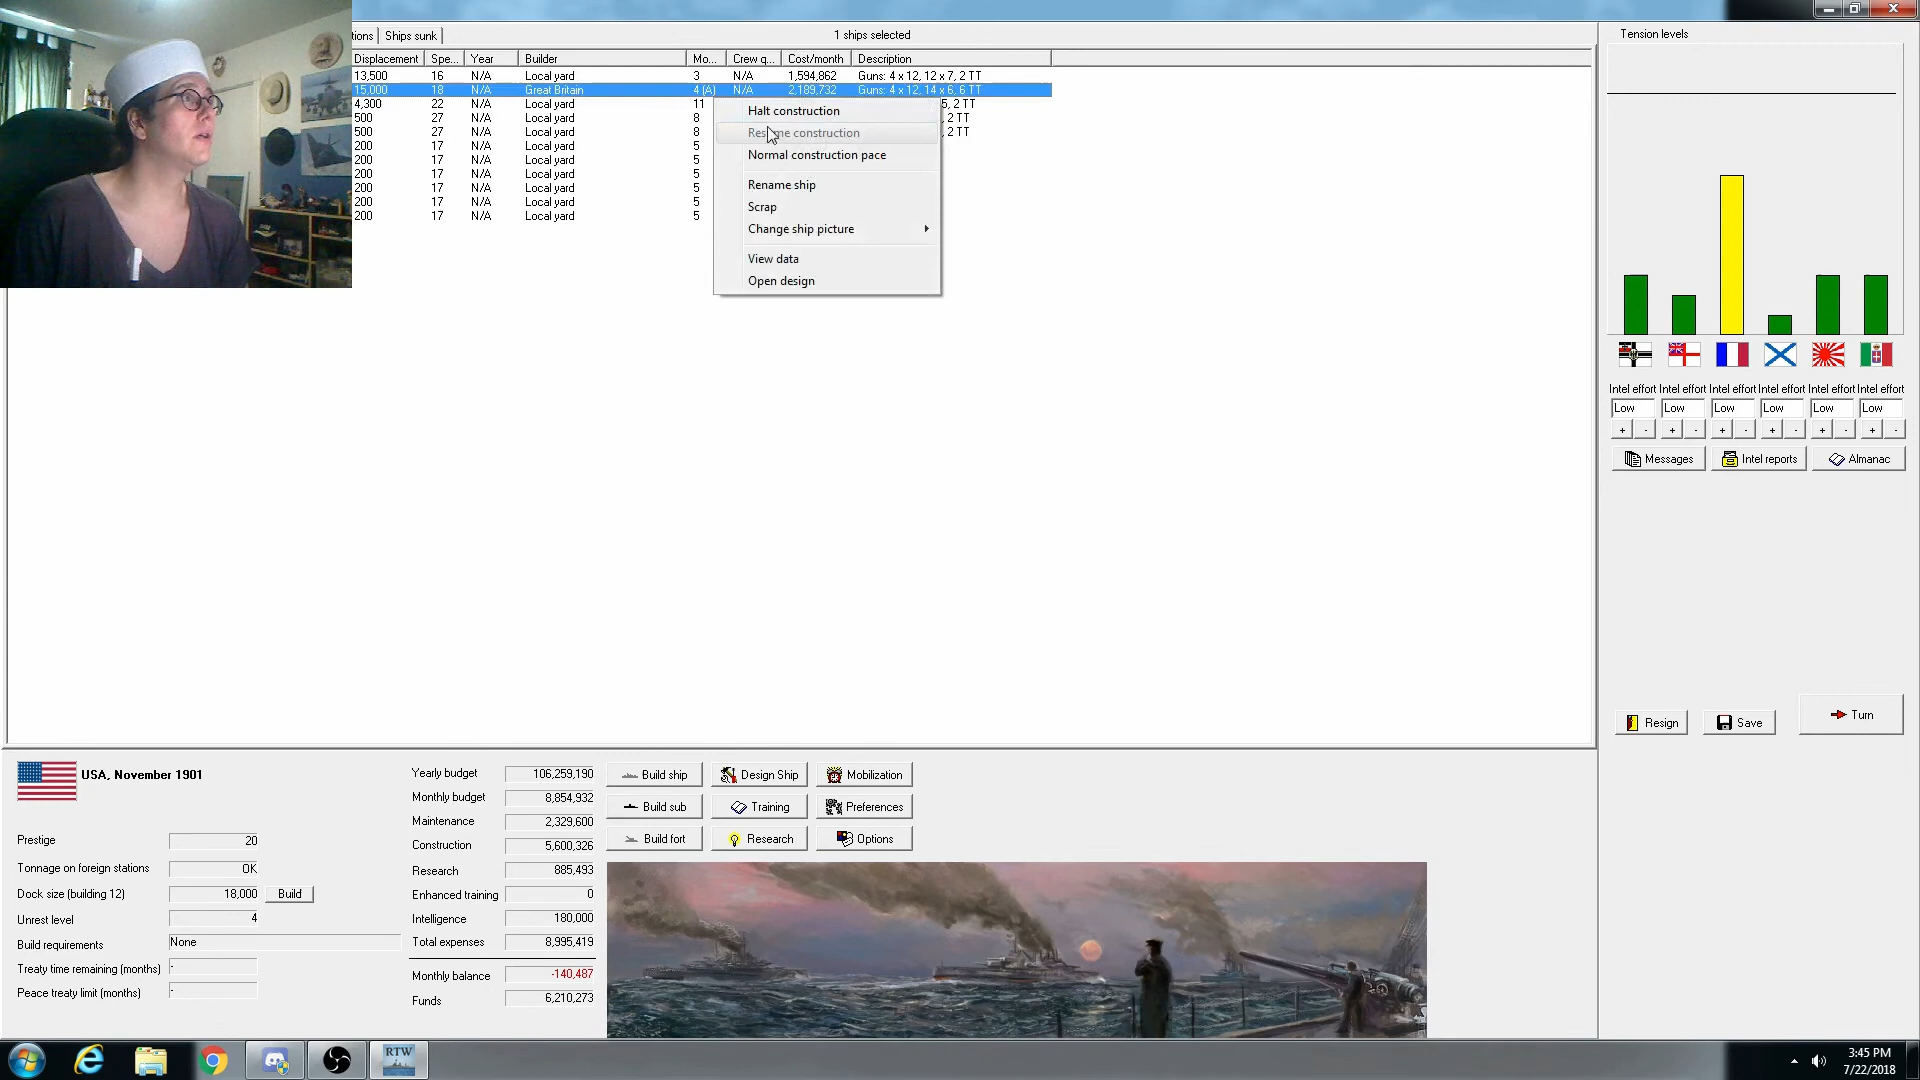 tions Ships sunk 1 ships selected Tension levels
Displacement Spe... Year Builder Mo... Crew q... Cost/month Description
13,500 16 N/A Local yard 3 N/A 1,594,862 Guns: 4 x 12, 12 x 7, 2 TT
15,000 18 N/A Great Britain 4 (A) N/A 2,189,732 Guns: 4 x 12, 14 x 6, 6 TT
4,300 22 N/A Local yard 11 5, 2 TT
500 27 N/A Local yard 8 , 2 TT
500 27 N/A Local yard 8 , 2 TT
200 17 N/A Local yard 5
200 17 N/A Local yard 5
200 17 N/A Local yard 5
200 17 N/A Local yard 5
200 17 N/A Local yard 5
200 17 N/A Local yard 5
Halt construction
Resume construction
Normal construction pace
Rename ship
Scrap
Change ship picture
View data
Open design
Intel effort Intel effort Intel effort Intel effort Intel effort Intel effort
Low Low Low Low Low Low
+ - + - + - + - + - + -
Messages Intel reports Almanac
Resign Save Turn
USA, November 1901
Prestige 20
Tonnage on foreign stations OK
Dock size (building 12) 18,000 Build
Unrest level 4
Build requirements None
Treaty time remaining (months) -
Peace treaty limit (months) -
Yearly budget 106,259,190
Monthly budget 8,854,932
Maintenance 2,329,600
Construction 5,600,326
Research 885,493
Enhanced training 0
Intelligence 180,000
Total expenses 8,995,419
Monthly balance -140,487
Funds 6,210,273
Build ship Design Ship Mobilization
Build sub Training Preferences
Build fort Research Options
RTW
3:45 PM
7/22/2018